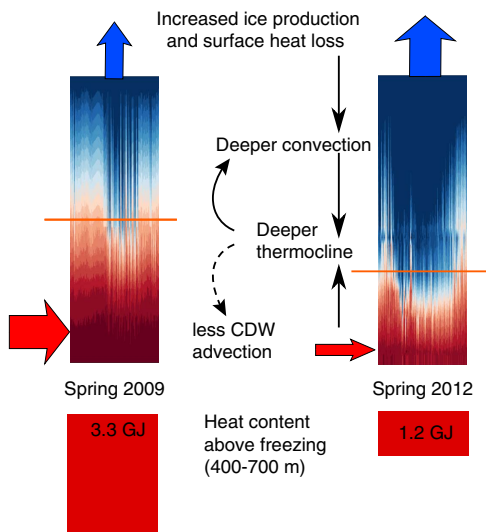 Increased ice production
and surface heat loss
Deeper convection
Deeper
thermocline
less CDW
advection
Spring 2009
Spring 2012
3.3 GJ
Heat content
above freezing
(400-700 m)
1.2 GJ